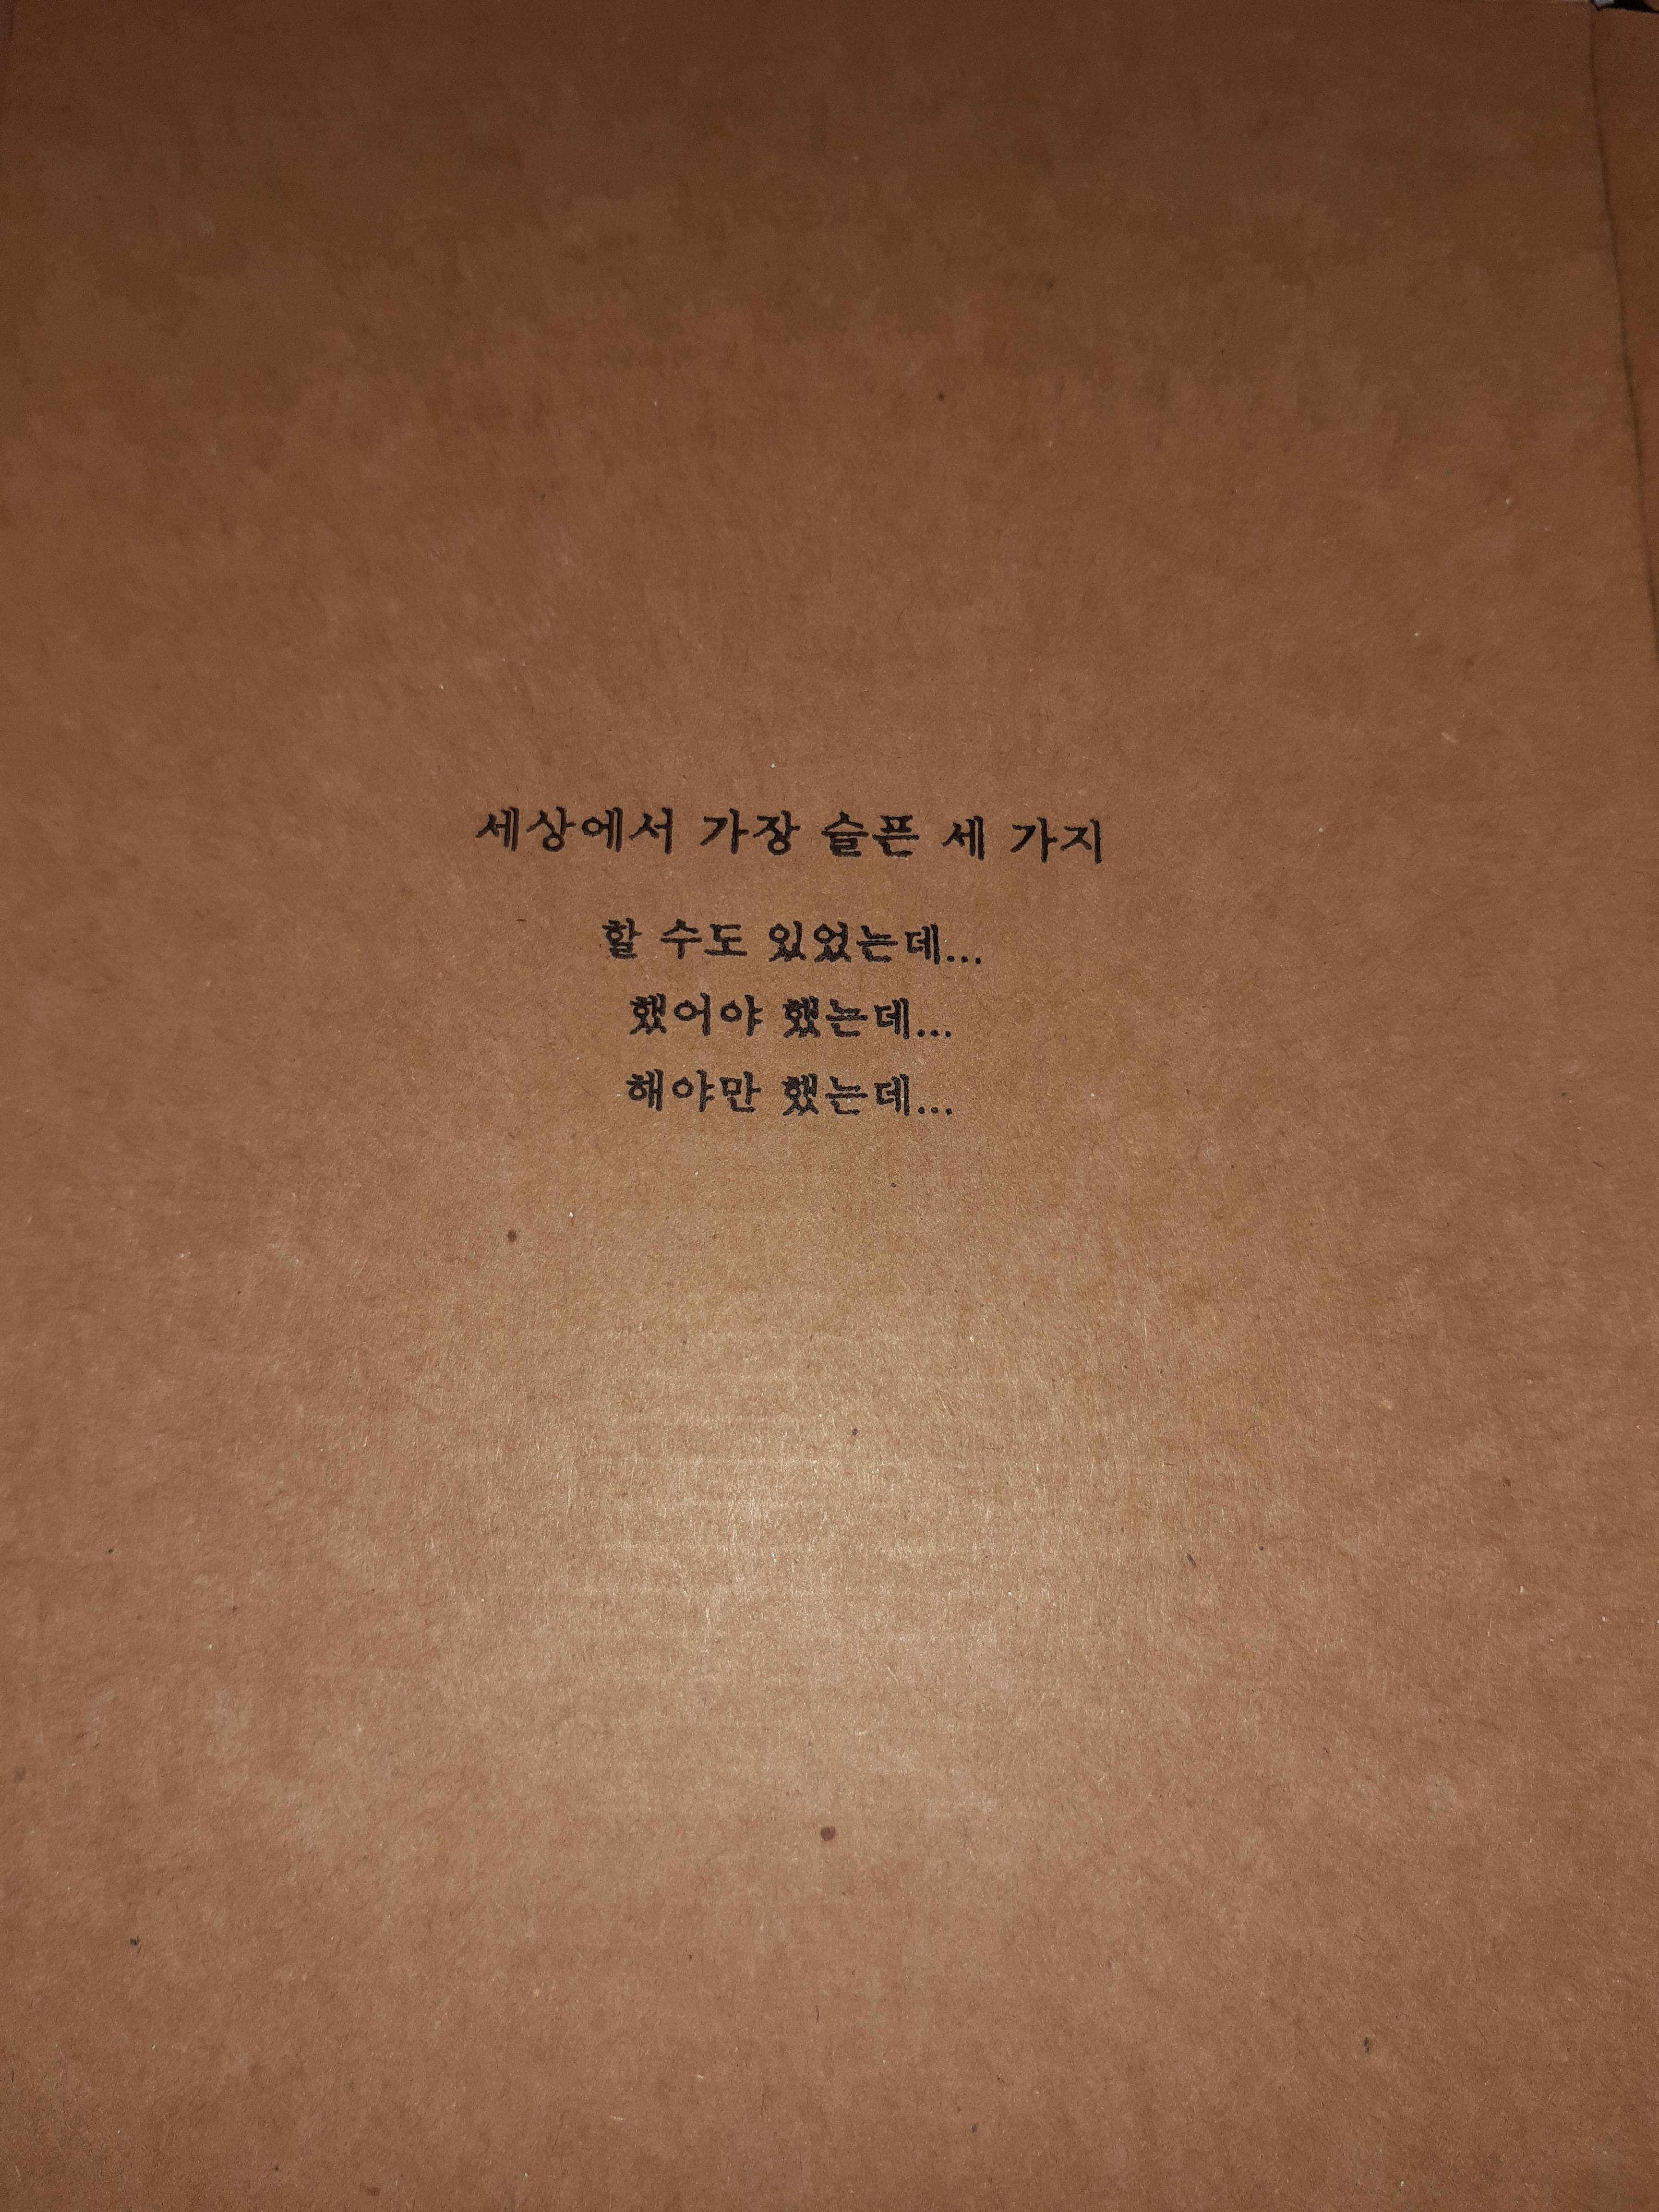 세상에서 가장 슬픈 세 가지
할 수도 있었는데...
했어야 했는데...
해야만 했는데...